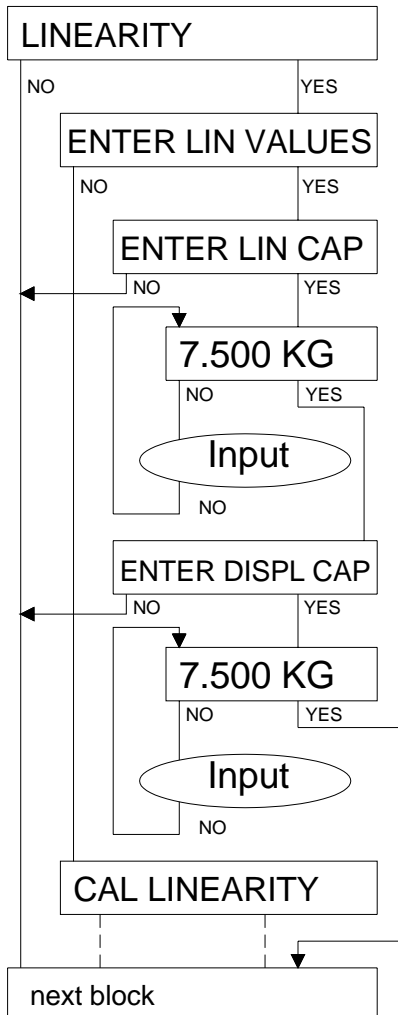 LINEARITY
NO YES
ENTER LIN VALUES
NO YES
ENTER LIN CAP
NO YES
7.500 KG
NO YES
Input
NO
ENTER DISPL CAP
NO YES
7.500 KG
NO YES
Input
NO
CAL LINEARITY
next block